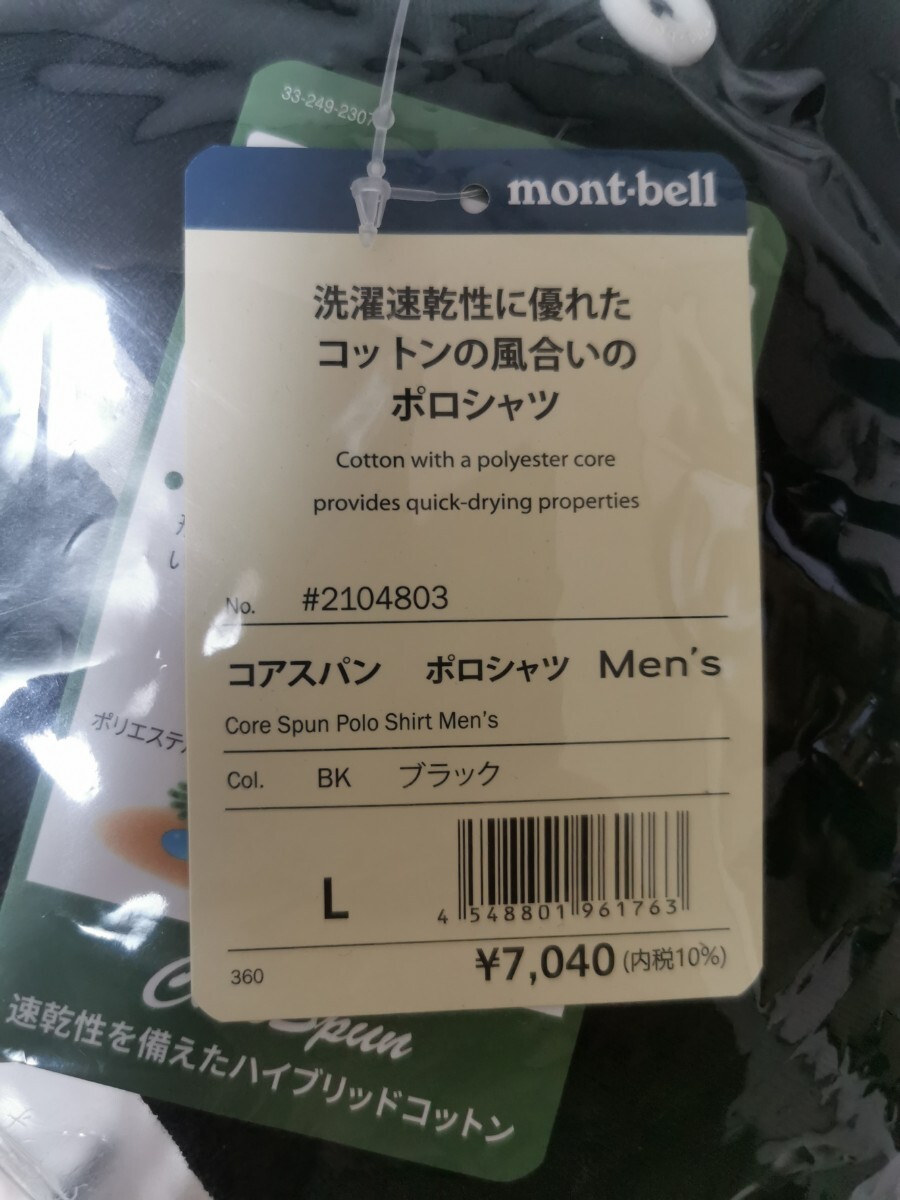 33-249-2307
mont-bell
洗濯速乾性に優れた
コットンの風合いの
ポロシャツ
Cotton with a polyester core
provides quick-drying properties
No. #2104803
コアスパン ポロシャツ Men's
Core Spun Polo Shirt Men's
ポリエステ
Col. BK ブラック
L
4 548801 961763
¥7,040 (内税10%)
360
Spun
速乾性を備えたハイブリッドコットン